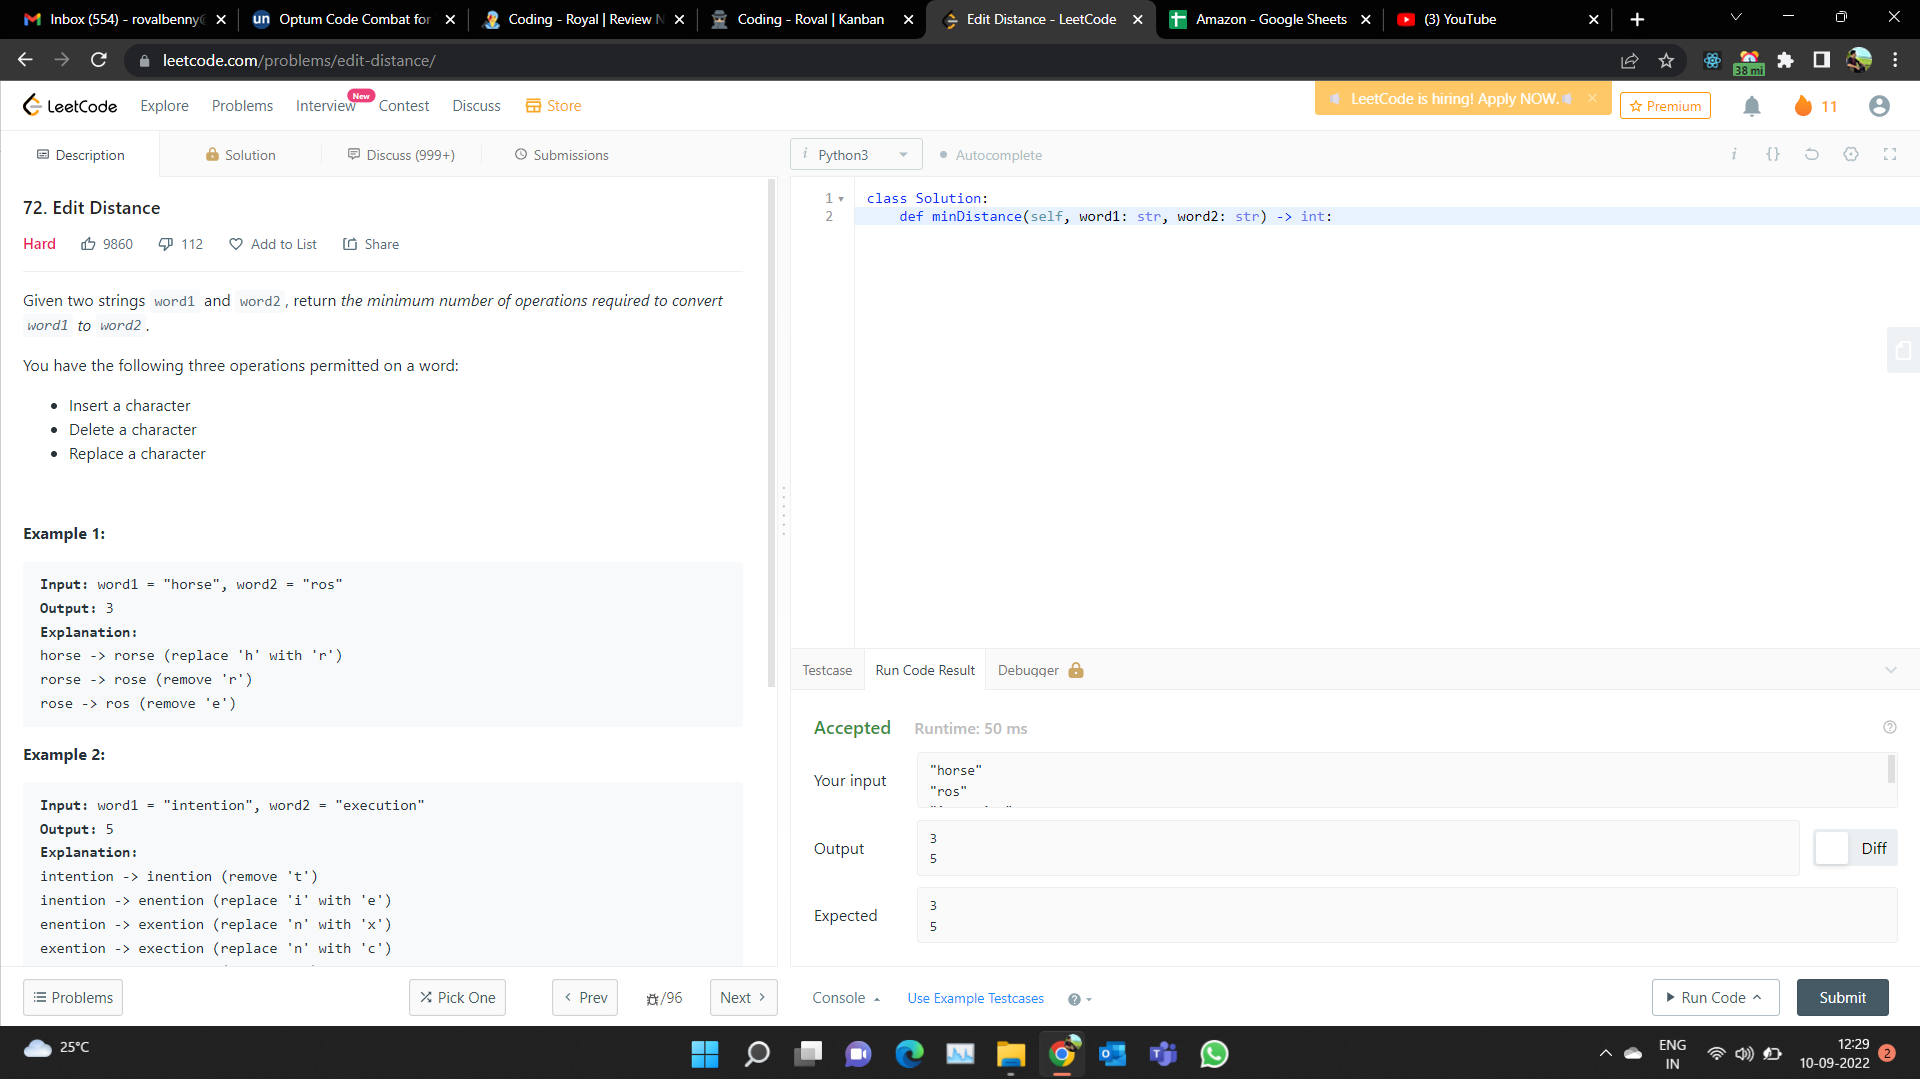 Inbox (554) - rovalbenny@
un Optum Code Combat for
Coding - Royal | Review N
Coding - Roval | Kanban
Edit Distance - LeetCode
Amazon - Google Sheets
(3) YouTube
leetcode.com/problems/edit-distance/
38 mi
LeetCode
Explore
Problems
Interview
New
Contest
Discuss
Store
LeetCode is hiring! Apply NOW.
Premium
11
Description
Solution
Discuss (999+)
Submissions
i Python3
Autocomplete
i {}
72. Edit Distance
Hard 9860 112 Add to List Share
Given two strings word1 and word2, return the minimum number of operations required to convert
word1 to word2.
You have the following three operations permitted on a word:
• Insert a character
• Delete a character
• Replace a character
Example 1:
Input: word1 = "horse", word2 = "ros"
Output: 3
Explanation:
horse -> rorse (replace 'h' with 'r')
rorse -> rose (remove 'r')
rose -> ros (remove 'e')
Example 2:
Input: word1 = "intention", word2 = "execution"
Output: 5
Explanation:
intention -> inention (remove 't')
inention -> enention (replace 'i' with 'e')
enention -> exention (replace 'n' with 'x')
exention -> exection (replace 'n' with 'c')
1 class Solution:
2 def minDistance(self, word1: str, word2: str) -> int:
Testcase
Run Code Result
Debugger
Accepted Runtime: 50 ms
Your input
"horse"
"ros"
Output
3
5
Diff
Expected
3
5
Problems
Pick One
Prev
/96
Next
Console
Use Example Testcases
Run Code
Submit
25°C
ENG
IN
12:29
10-09-2022
2